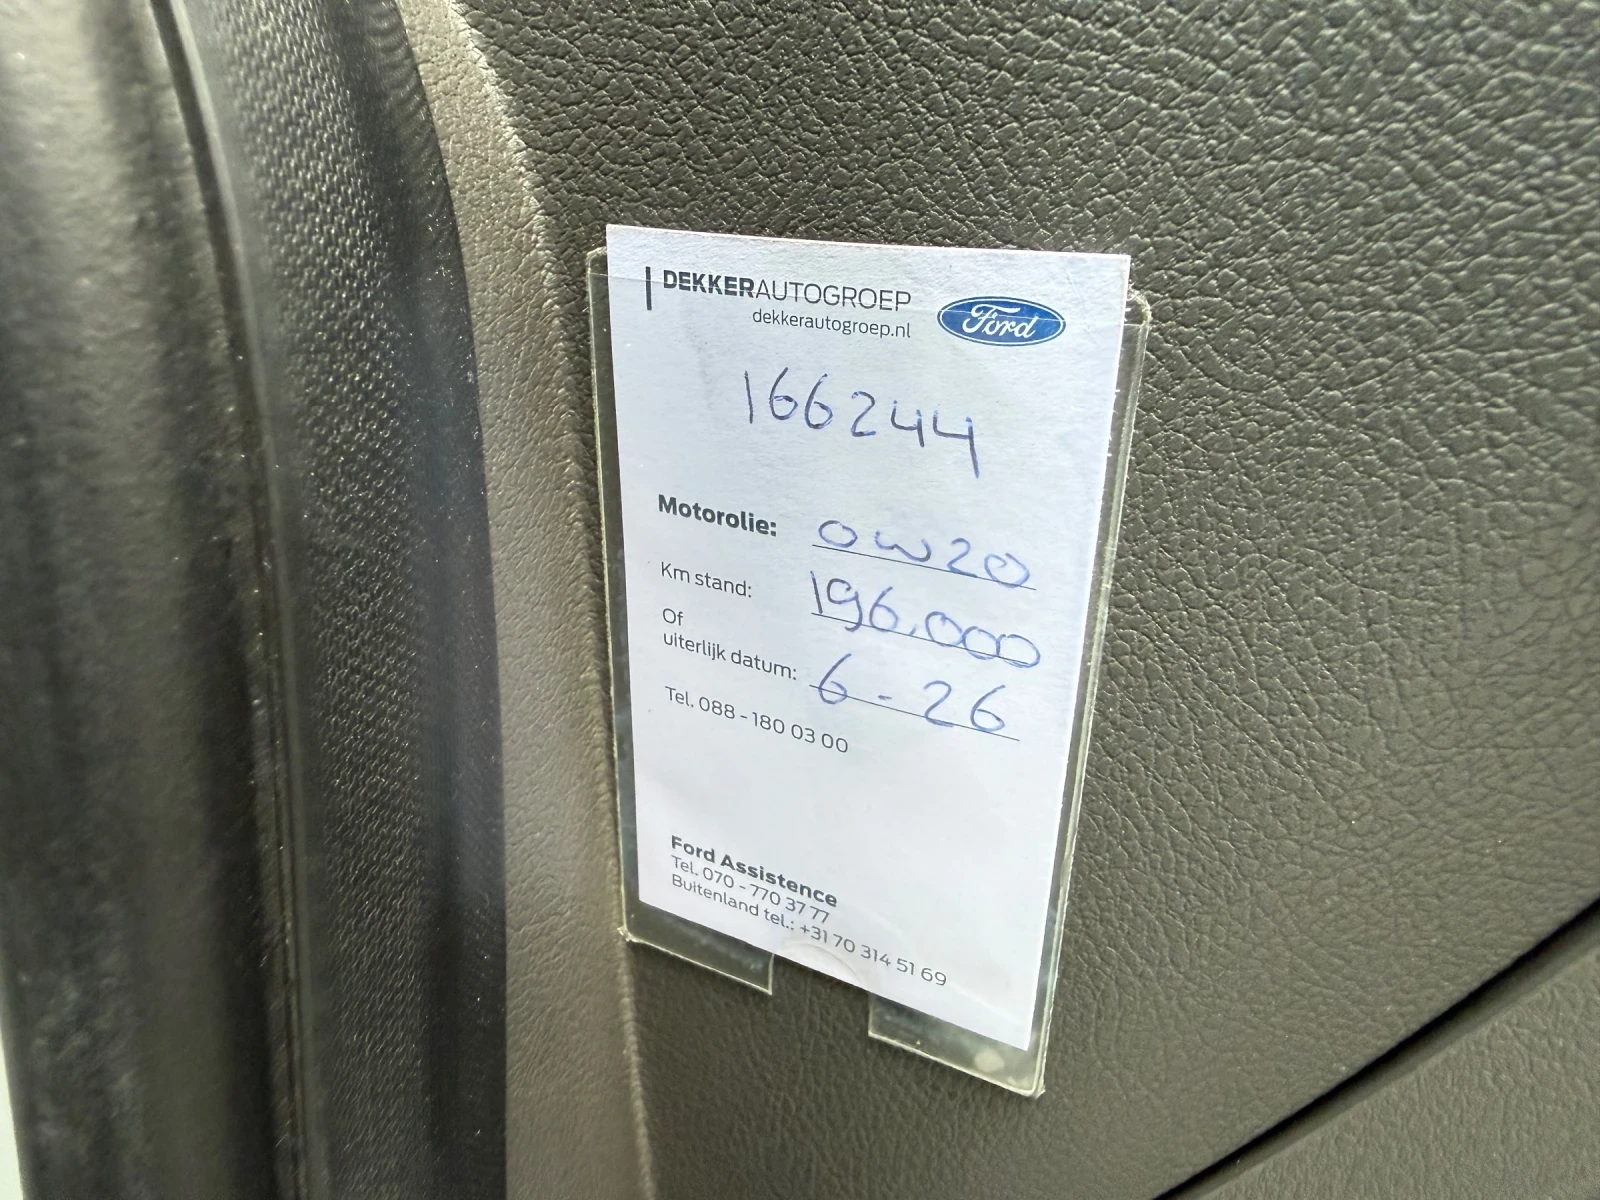 DEKKERAUTOGROEP
dekkerautogroep.nl
Ford
166244
Motorolie: 0W20
Km stand: 196.000
Of
uiterlijk datum: 6-26
Tel. 088 - 180 03 00
Ford Assistence
Tel. 070 - 770 37 77
Buitenland tel.: +31 70 314 51 69